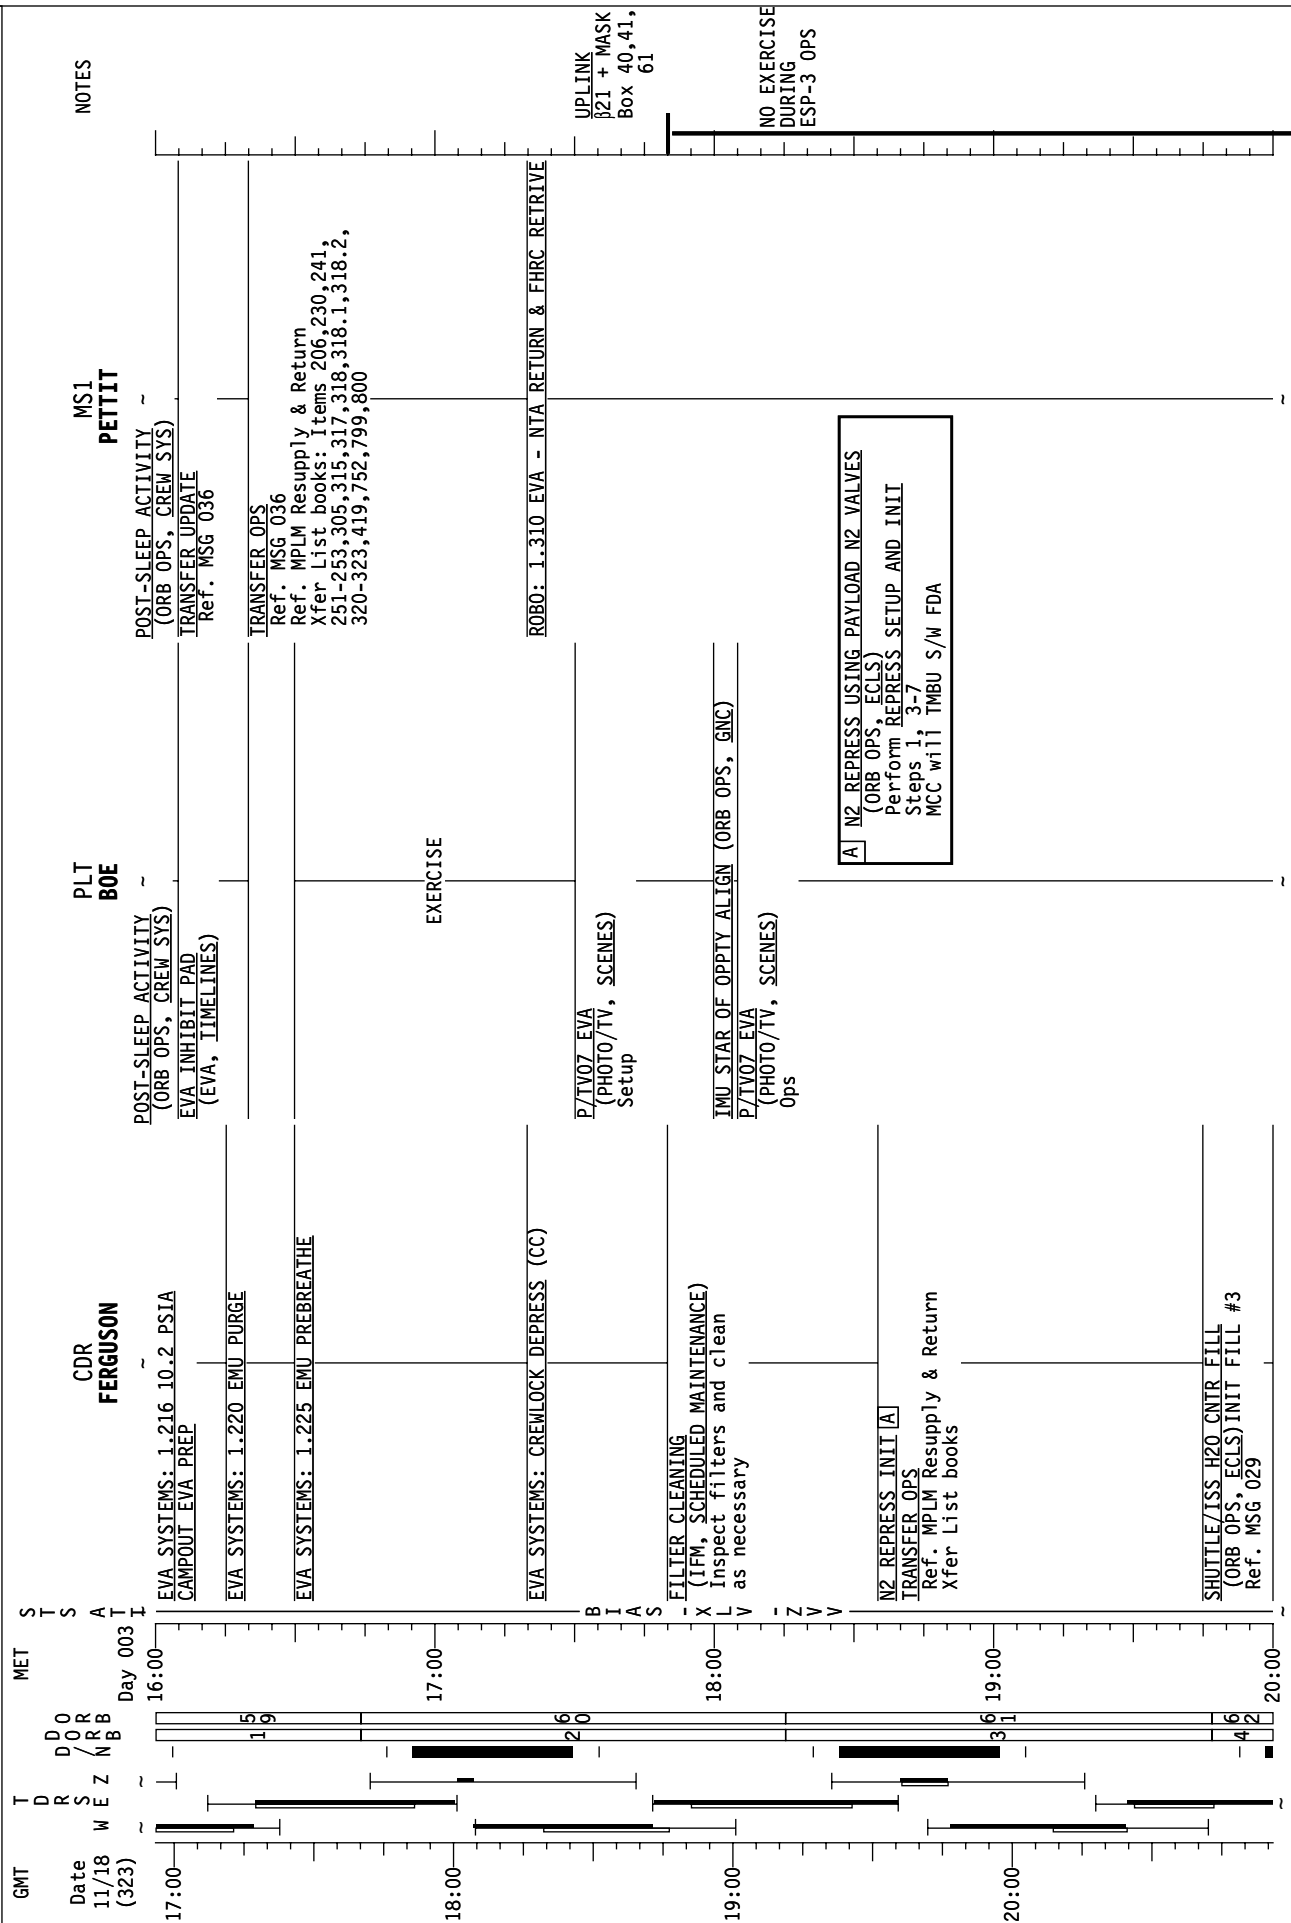 GMT
Date
11/18
(323)
17:00
18:00
19:00
20:00
T
D
R
S
W E Z
D D O
O O R
/ R B
N B
1 59
2 60
3 61
4 62
MET
Day 003
16:00
17:00
18:00
19:00
20:00
S
T A
S T
T
I
B
I
A
S
-
X
L
V
-
Z
V
V
CDR
FERGUSON
EVA SYSTEMS: 1.216 10.2 PSIA
CAMPOUT EVA PREP
EVA SYSTEMS: 1.220 EMU PURGE
EVA SYSTEMS: 1.225 EMU PREBREATHE
EVA SYSTEMS: CREWLOCK DEPRESS (CC)
FILTER CLEANING
(IFM, SCHEDULED MAINTENANCE)
Inspect filters and clean
as necessary
N2 REPRESS INIT A
TRANSFER OPS
Ref. MPLM Resupply & Return
Xfer List books
SHUTTLE/ISS H2O CNTR FILL
(ORB OPS, ECLS)INIT FILL #3
Ref. MSG 029
PLT
BOE
POST-SLEEP ACTIVITY
(ORB OPS, CREW SYS)
EVA INHIBIT PAD
(EVA, TIMELINES)
EXERCISE
P/TV07 EVA
(PHOTO/TV, SCENES)
Setup
IMU STAR OF OPPTY ALIGN (ORB OPS, GNC)
P/TV07 EVA
(PHOTO/TV, SCENES)
Ops
A N2 REPRESS USING PAYLOAD N2 VALVES
(ORB OPS, ECLS)
Perform REPRESS SETUP AND INIT
Steps 1, 3-7
MCC will TMBU S/W FDA
MS1
PETTIT
POST-SLEEP ACTIVITY
(ORB OPS, CREW SYS)
TRANSFER UPDATE
Ref. MSG 036
TRANSFER OPS
Ref. MSG 036
Ref. MPLM Resupply & Return
Xfer List books: Items 206,230,241,
251-253,305,315,317,318,318.1,318.2,
320-323,419,752,799,800
ROBO: 1.310 EVA - NTA RETURN & FHRC RETRIVE
NOTES
UPLINK
β21 + MASK
Box 40,41,
61
NO EXERCISE
DURING
ESP-3 OPS